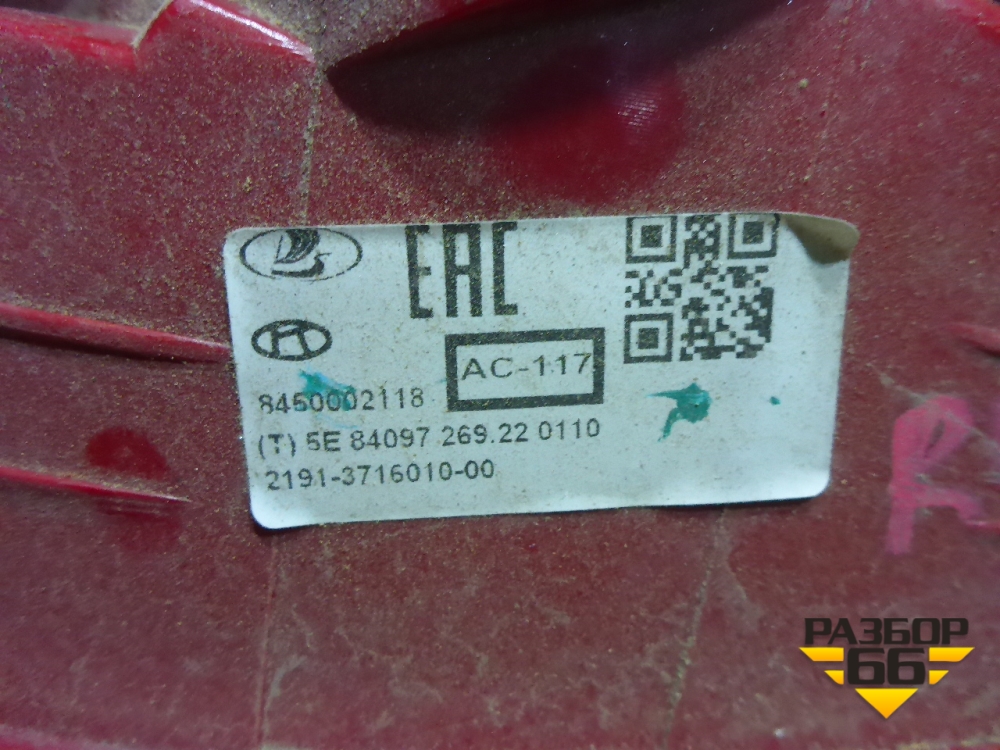 EAC
AC-117
8450002118
(T) 5E 84097 269.22 0110
2191-3716010-00
R
РАЗБОР
66